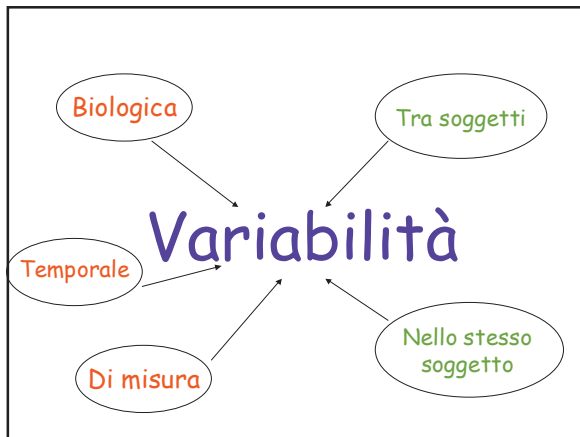 Biologica
Tra soggetti
Variabilità
Temporale
Nello stesso
soggetto
Di misura